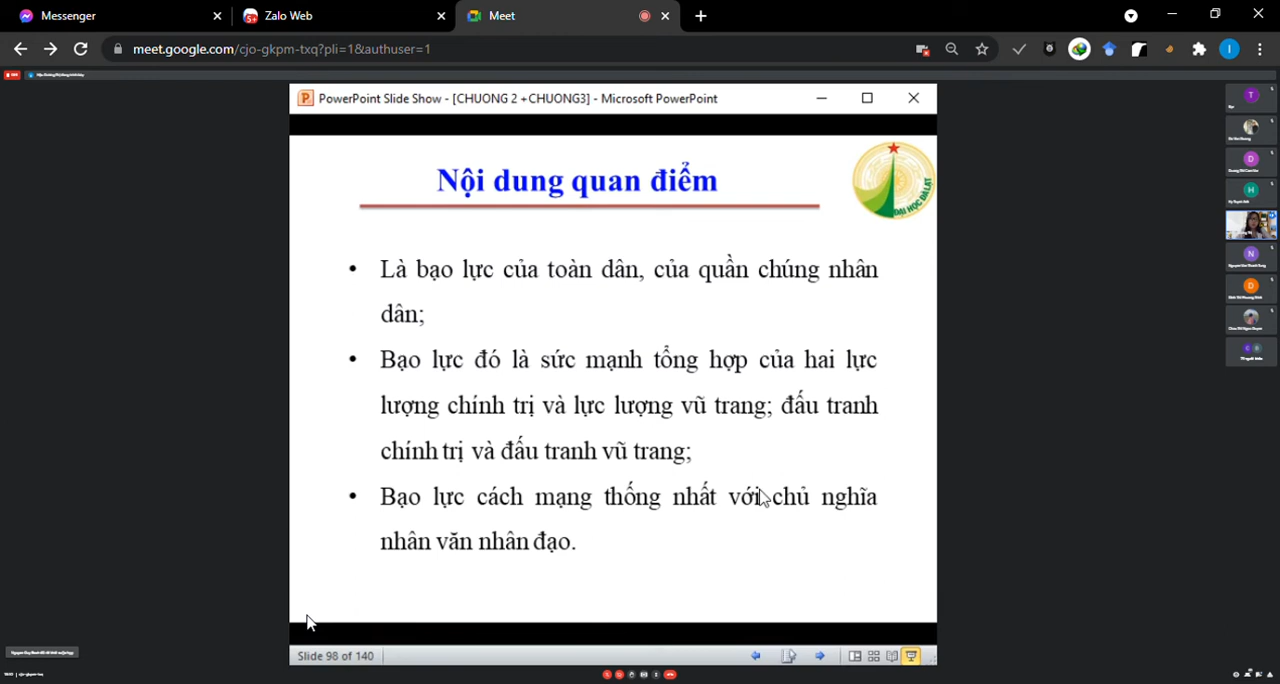 Messenger
Zalo Web
Meet
meet.google.com/cjo-gkpm-txq?pli=1&authuser=1
I
PowerPoint Slide Show - [CHUONG 2 +CHUONG3] - Microsoft PowerPoint
Nội dung quan điểm
ĐẠI HỌC ĐÀ LẠT
• Là bạo lực của toàn dân, của quần chúng nhân
dân;
• Bạo lực đó là sức mạnh tổng hợp của hai lực
lượng chính trị và lực lượng vũ trang; đấu tranh
chính trị và đấu tranh vũ trang;
• Bạo lực cách mạng thống nhất với chủ nghĩa
nhân văn nhân đạo.
Slide 98 of 140
T
D
H
N
D